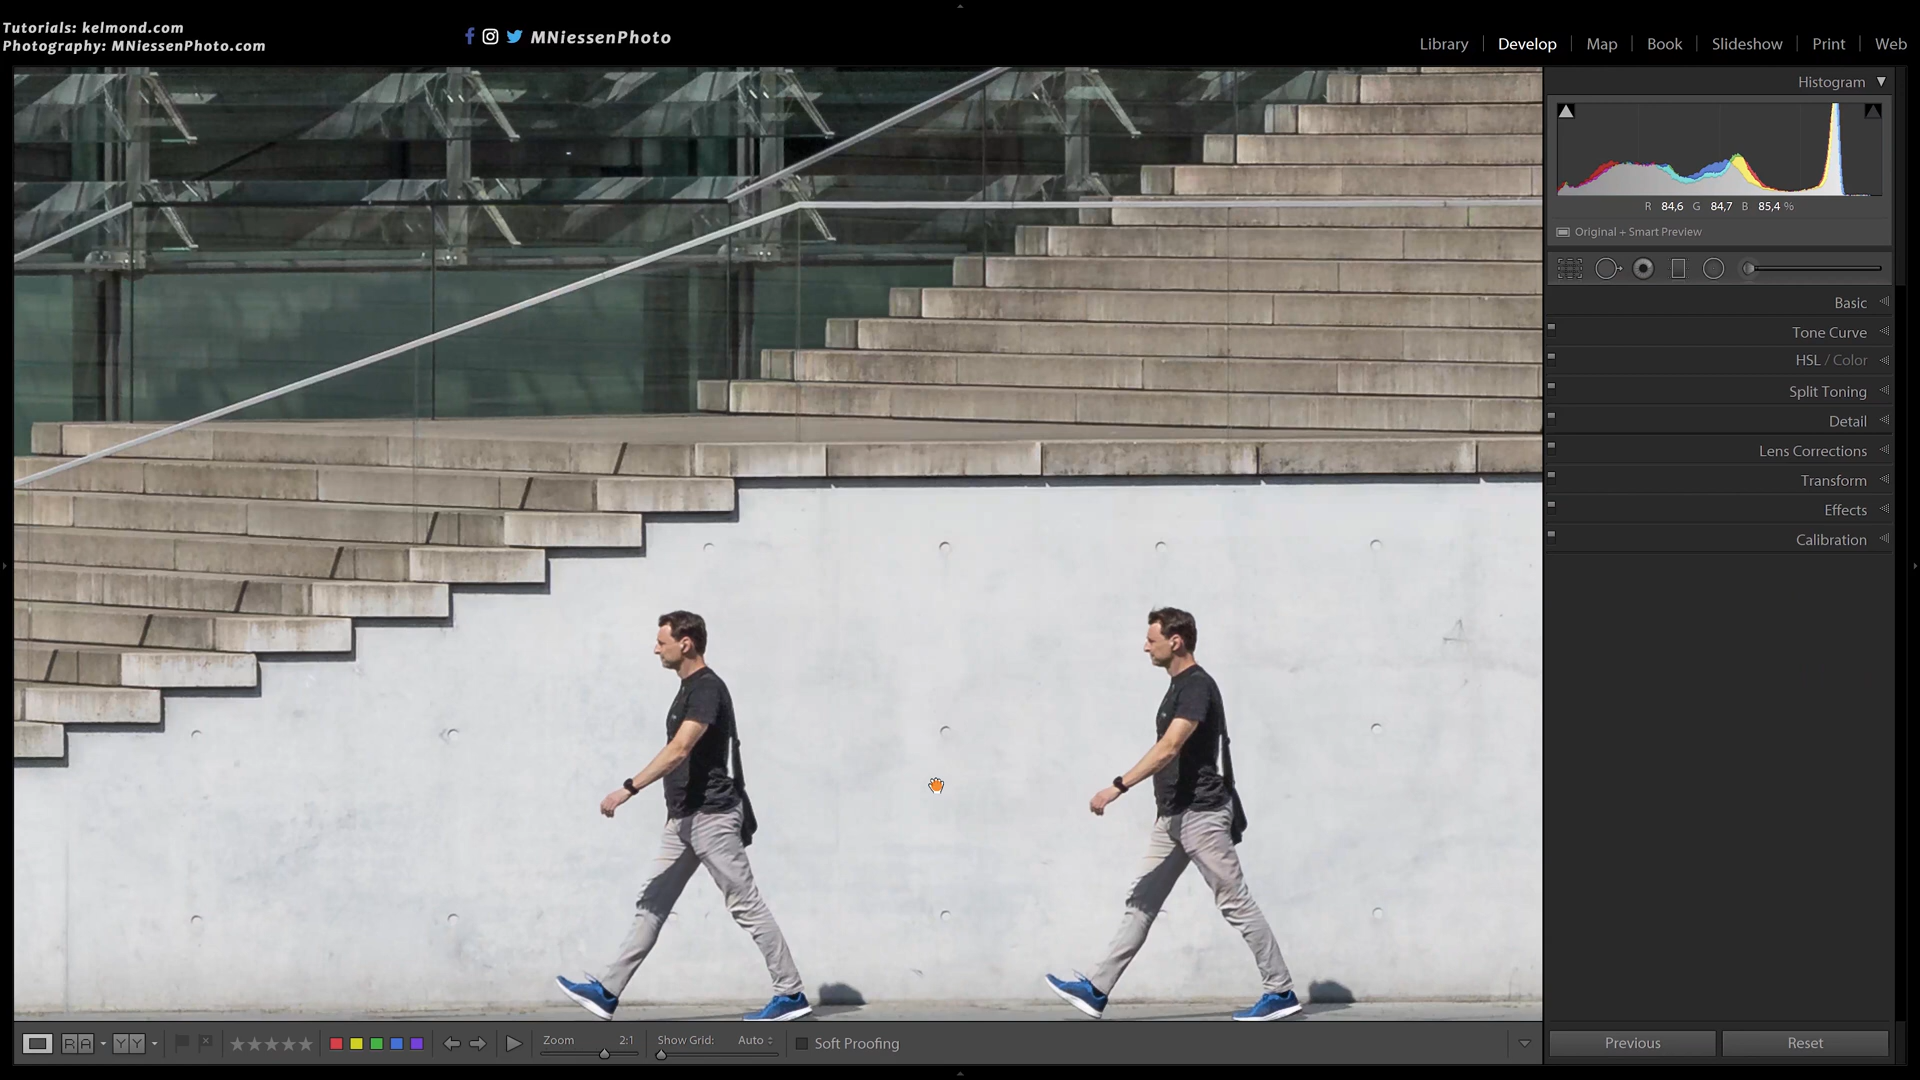 Tutorials: kelmond.com
Photography: MNiessenPhoto.com
MNiessenPhoto
Library Develop Map Book Slideshow Print Web
Histogram
R 84,6 G 84,7 B 85,4 %
Original + Smart Preview
Basic
Tone Curve
HSL / Color
Split Toning
Detail
Lens Corrections
Transform
Effects
Calibration
R A Y Y Zoom 2:1 Show Grid: Auto Soft Proofing
Previous Reset